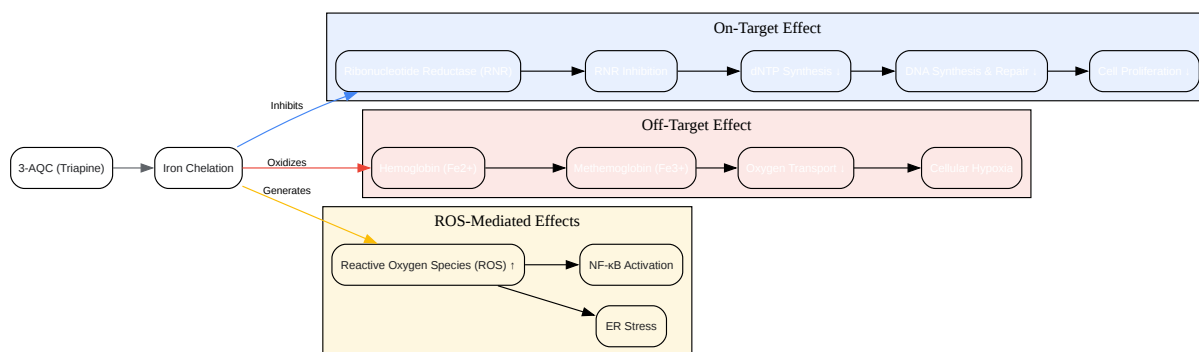 On-Target Effect
Ribonucleotide Reductase (RNR)
RNR Inhibition
dNTP Synthesis ↓
DNA Synthesis & Repair ↓
Cell Proliferation ↓
Inhibits
Off-Target Effect
3-AQC (Triapine)
Iron Chelation
Oxidizes
Hemoglobin (Fe2+)
Methemoglobin (Fe3+)
Oxygen Transport ↓
Cellular Hypoxia
Generates
ROS-Mediated Effects
Reactive Oxygen Species (ROS) ↑
NF-κB Activation
ER Stress